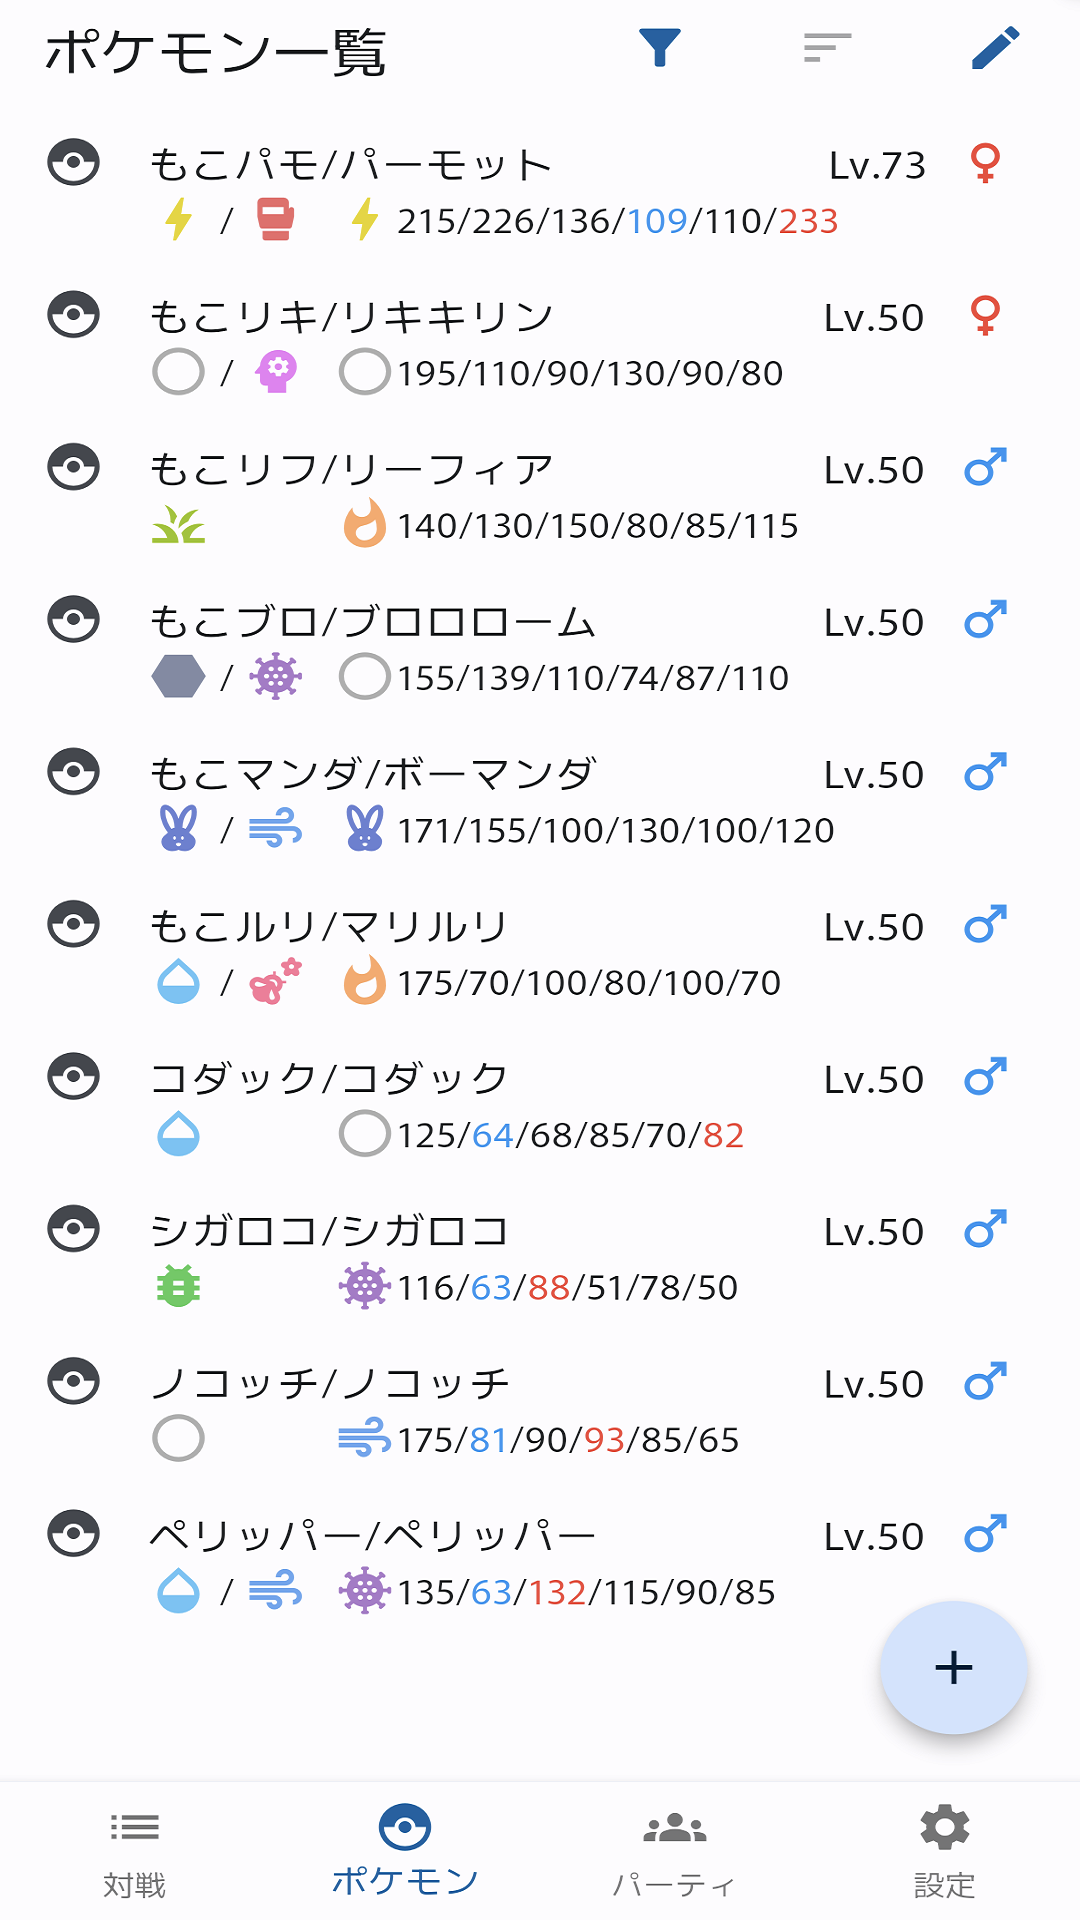 ポケモン一覧
もこパモ/パーモット Lv.73 ♀
/ 215/226/136/109/110/233
もこリキ/リキキリン Lv.50 ♀
/ 195/110/90/130/90/80
もこリフ/リーフィア Lv.50 ♂
140/130/150/80/85/115
もこブロ/ブロロローム Lv.50 ♂
/ 155/139/110/74/87/110
もこマンダ/ボーマンダ Lv.50 ♂
/ 171/155/100/130/100/120
もこルリ/マリルリ Lv.50 ♂
/ 175/70/100/80/100/70
コダック/コダック Lv.50 ♂
125/64/68/85/70/82
シガロコ/シガロコ Lv.50 ♂
116/63/88/51/78/50
ノコッチ/ノコッチ Lv.50 ♂
175/81/90/93/85/65
ペリッパー/ペリッパー Lv.50 ♂
/ 135/63/132/115/90/85
+
対戦 ポケモン パーティ 設定